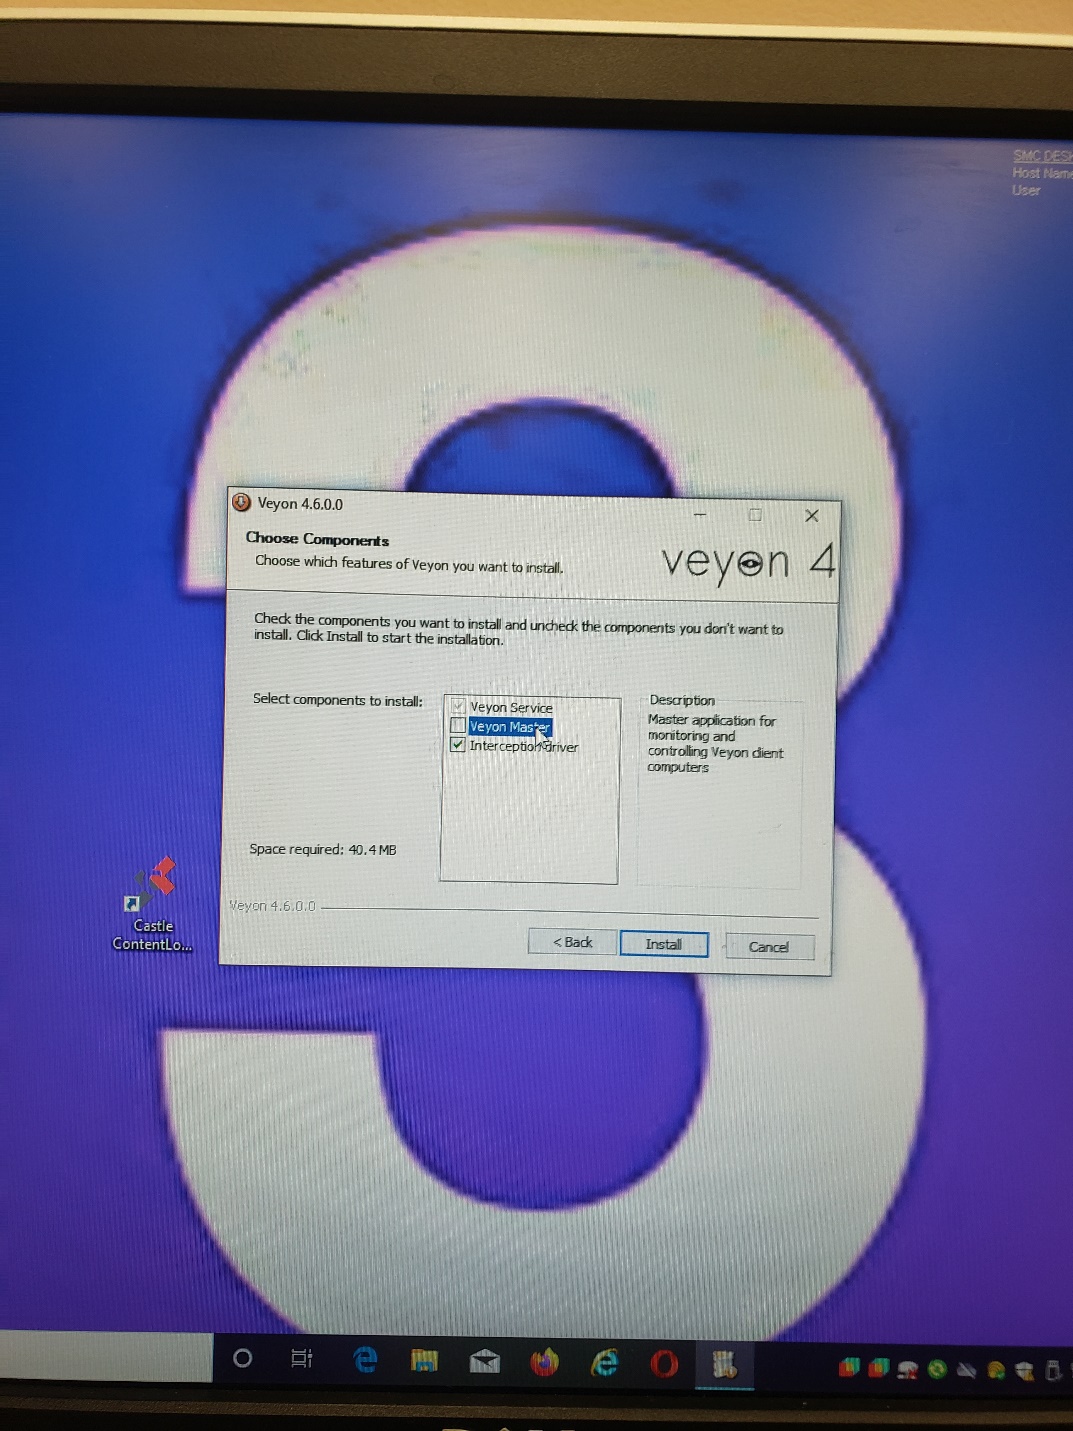 SMC DESK
Host Name
User
Veyon 4.6.0.0
Choose Components
Choose which features of Veyon you want to install.
veyon 4
Check the components you want to install and uncheck the components you don't want to
install. Click Install to start the installation.
Select components to install:
Veyon Service
Veyon Master
Interception driver
Description
Master application for
monitoring and
controlling Veyon client
computers
Space required: 40.4 MB
Veyon 4.6.0.0
< Back
Install
Cancel
Castle
ContentLo...
3